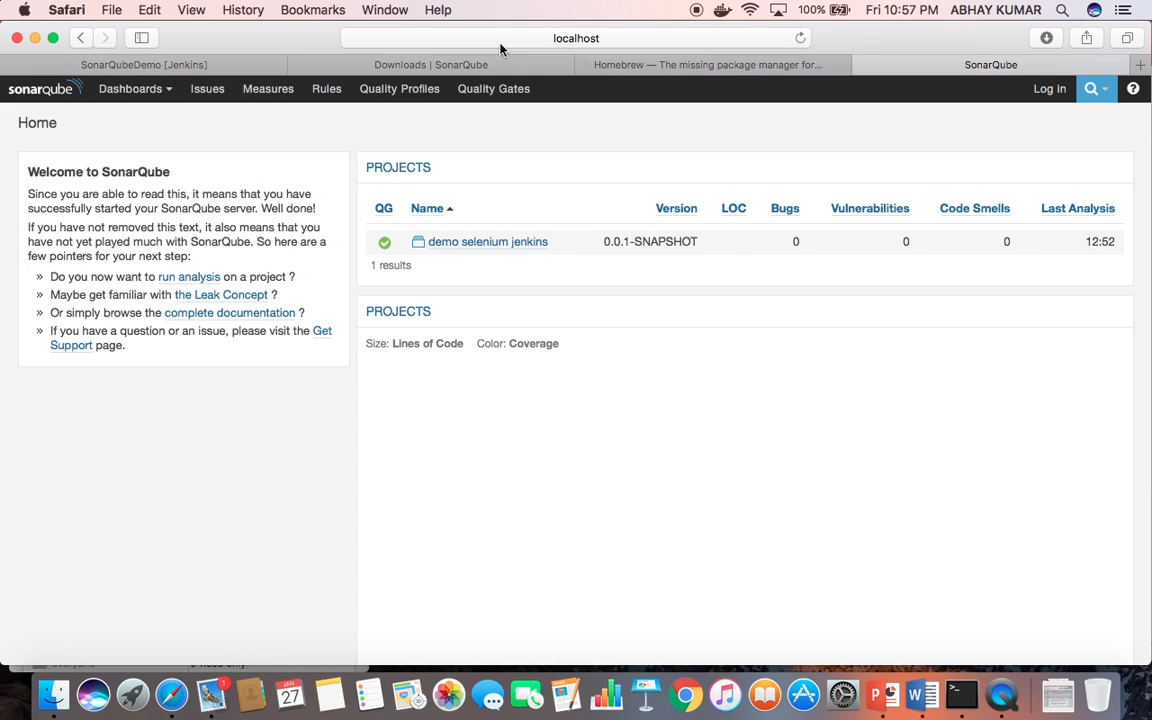 Safari File Edit View History Bookmarks Window Help 100% Fri 10:57 PM ABHAY KUMAR
localhost
SonarQubeDemo [Jenkins] Downloads | SonarQube Homebrew — The missing package manager for... SonarQube
sonarqube Dashboards Issues Measures Rules Quality Profiles Quality Gates Log in
Home
Welcome to SonarQube
Since you are able to read this, it means that you have
successfully started your SonarQube server. Well done!
If you have not removed this text, it also means that you
have not yet played much with SonarQube. So here are a
few pointers for your next step:
» Do you now want to run analysis on a project ?
» Maybe get familiar with the Leak Concept ?
» Or simply browse the complete documentation ?
» If you have a question or an issue, please visit the Get
Support page.
PROJECTS
QG Name Version LOC Bugs Vulnerabilities Code Smells Last Analysis
demo selenium jenkins 0.0.1-SNAPSHOT 0 0 0 12:52
1 results
PROJECTS
Size: Lines of Code Color: Coverage
1
JAN
27